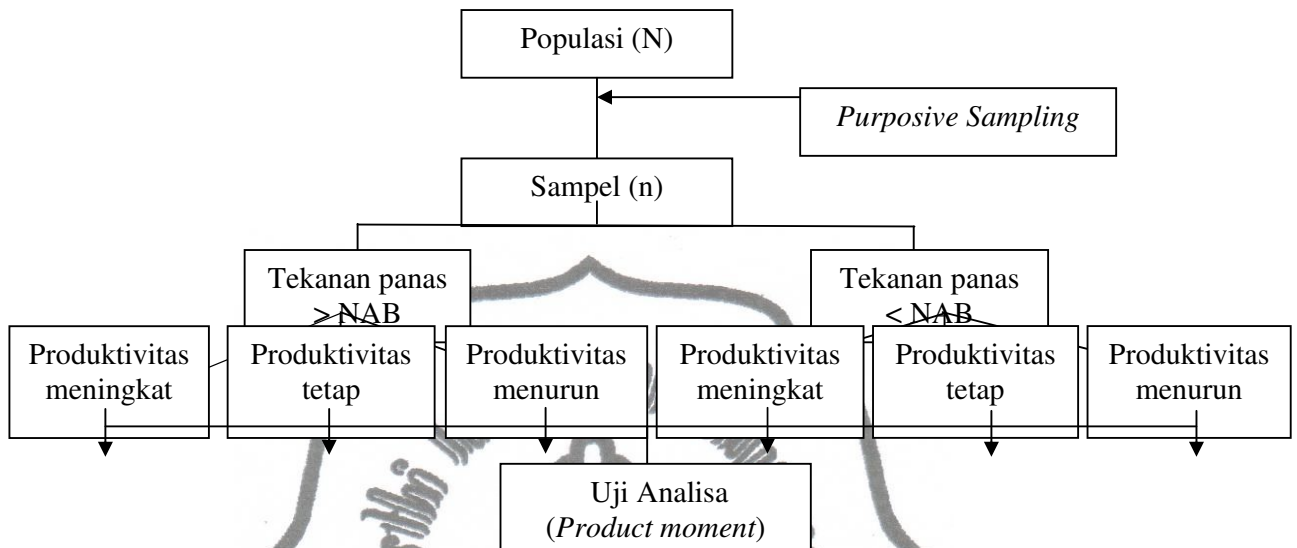 Populasi (N)
Purposive Sampling
Sampel (n)
Tekanan panas
> NAB
Tekanan panas
< NAB
Produktivitas
meningkat
Produktivitas
tetap
Produktivitas
menurun
Produktivitas
meningkat
Produktivitas
tetap
Produktivitas
menurun
Uji Analisa
(Product moment)